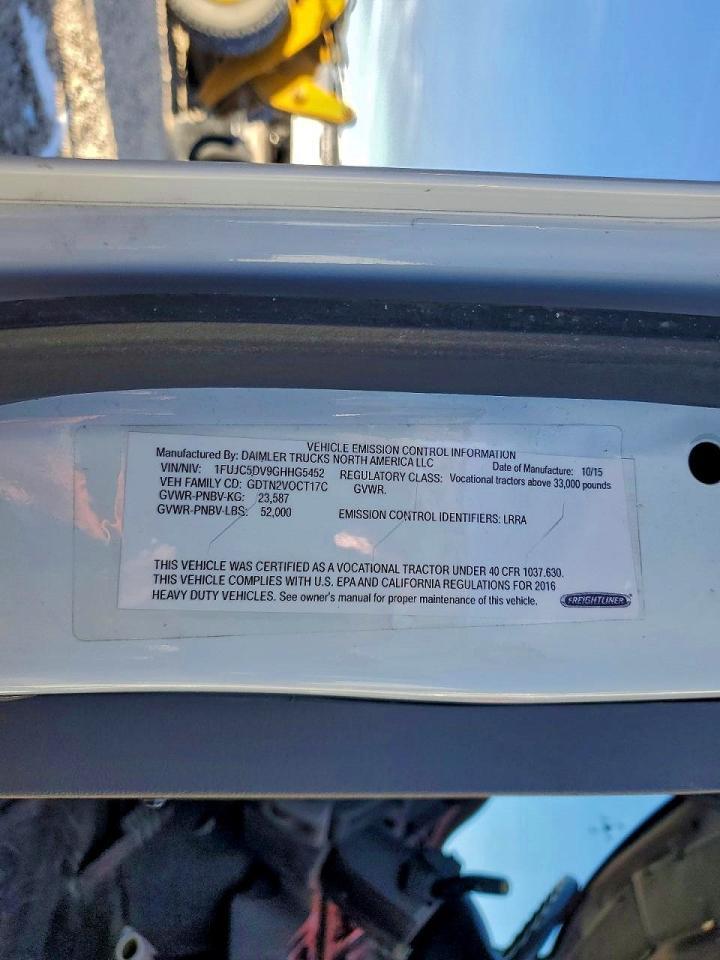 VEHICLE EMISSION CONTROL INFORMATION
Manufactured By: DAIMLER TRUCKS NORTH AMERICA LLC Date of Manufacture: 10/15
VIN/NIV: 1FUJC5DV9GHHG5452 REGULATORY CLASS: Vocational tractors above 33,000 pounds
VEH FAMILY CD: GDTN2VOCT17C GVWR.
GVWR-PNBV-KG: 23,587
GVWR-PNBV-LBS: 52,000 EMISSION CONTROL IDENTIFIERS: LRRA
THIS VEHICLE WAS CERTIFIED AS A VOCATIONAL TRACTOR UNDER 40 CFR 1037.630.
THIS VEHICLE COMPLIES WITH U.S. EPA AND CALIFORNIA REGULATIONS FOR 2016
HEAVY DUTY VEHICLES. See owner's manual for proper maintenance of this vehicle. FREIGHTLINER